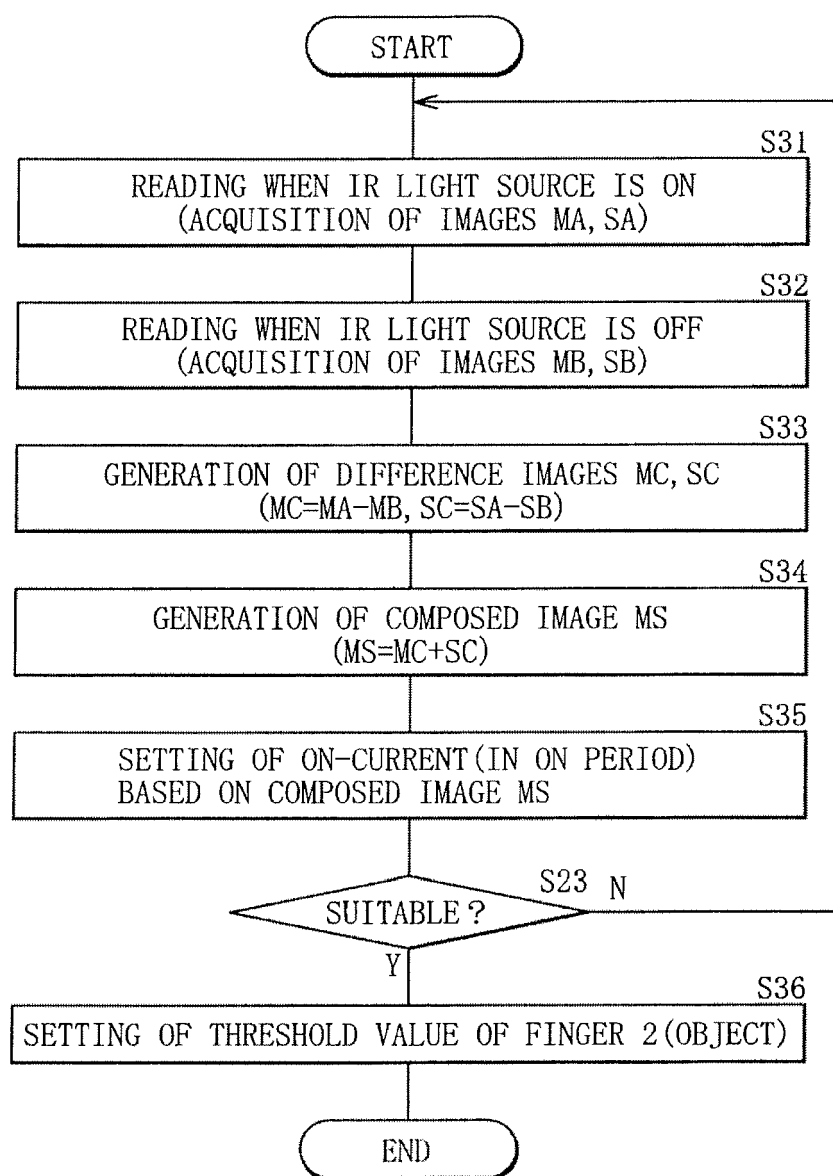 START
S31
READING WHEN IR LIGHT SOURCE IS ON
(ACQUISITION OF IMAGES MA, SA)
S32
READING WHEN IR LIGHT SOURCE IS OFF
(ACQUISITION OF IMAGES MB, SB)
S33
GENERATION OF DIFFERENCE IMAGES MC, SC
(MC=MA-MB, SC=SA-SB)
S34
GENERATION OF COMPOSED IMAGE MS
(MS=MC+SC)
S35
SETTING OF ON-CURRENT(IN ON PERIOD)
BASED ON COMPOSED IMAGE MS
S23 N
SUITABLE?
Y
S36
SETTING OF THRESHOLD VALUE OF FINGER 2(OBJECT)
END